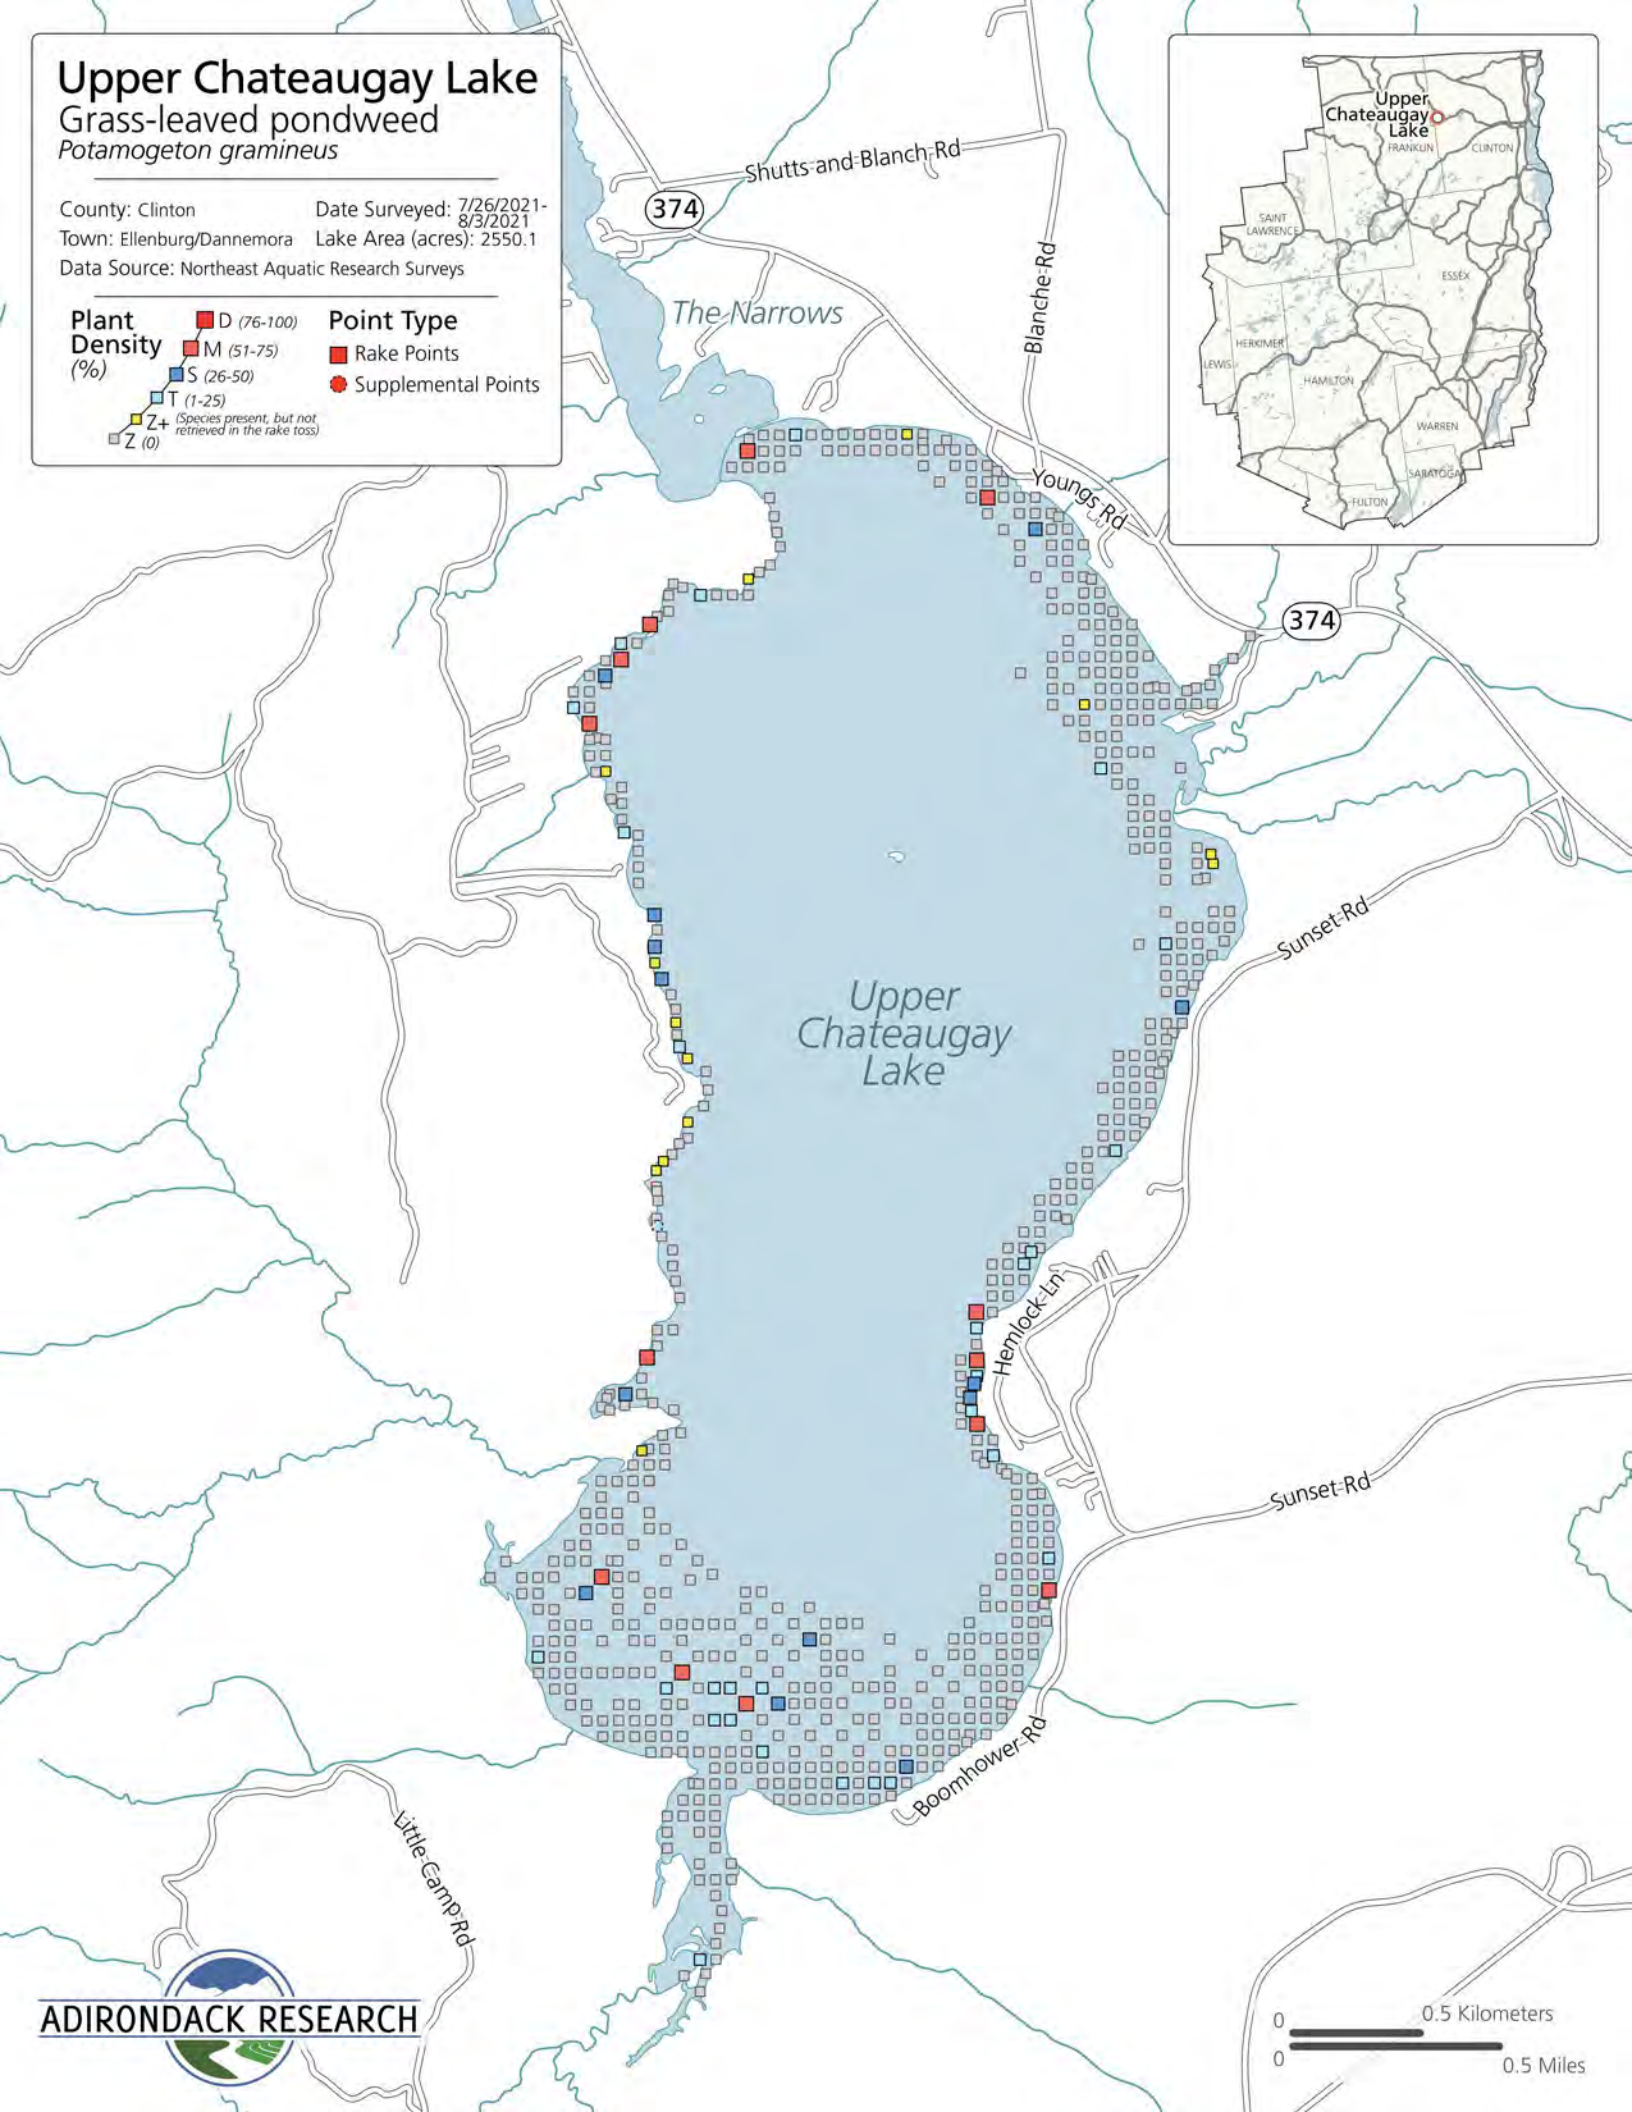 Upper Chateaugay Lake
Grass-leaved pondweed
Potamogeton gramineus
County: Clinton
Date Surveyed: 7/26/2021-
8/3/2021
Town: Ellenburg/Dannemora
Lake Area (acres): 2550.1
Data Source: Northeast Aquatic Research Surveys
Plant
Density
(%)
D (76-100)
M (51-75)
S (26-50)
T (1-25)
Z+ (Species present, but not
retrieved in the rake toss)
Z (0)
Point Type
Rake Points
Supplemental Points
Upper
Chateaugay
Lake
FRANKLIN
CLINTON
SAINT
LAWRENCE
ESSEX
HERKIMER
LEWIS
HAMILTON
WARREN
SARATOGA
FULTON
Shutts-and-Blanch-Rd
374
Blanche-Rd
The Narrows
Youngs Rd
374
Sunset-Rd
Upper
Chateaugay
Lake
Hemlock-Ln
Sunset-Rd
Boomhower-Rd
Little-Camp-Rd
ADIRONDACK RESEARCH
0
0.5 Kilometers
0
0.5 Miles